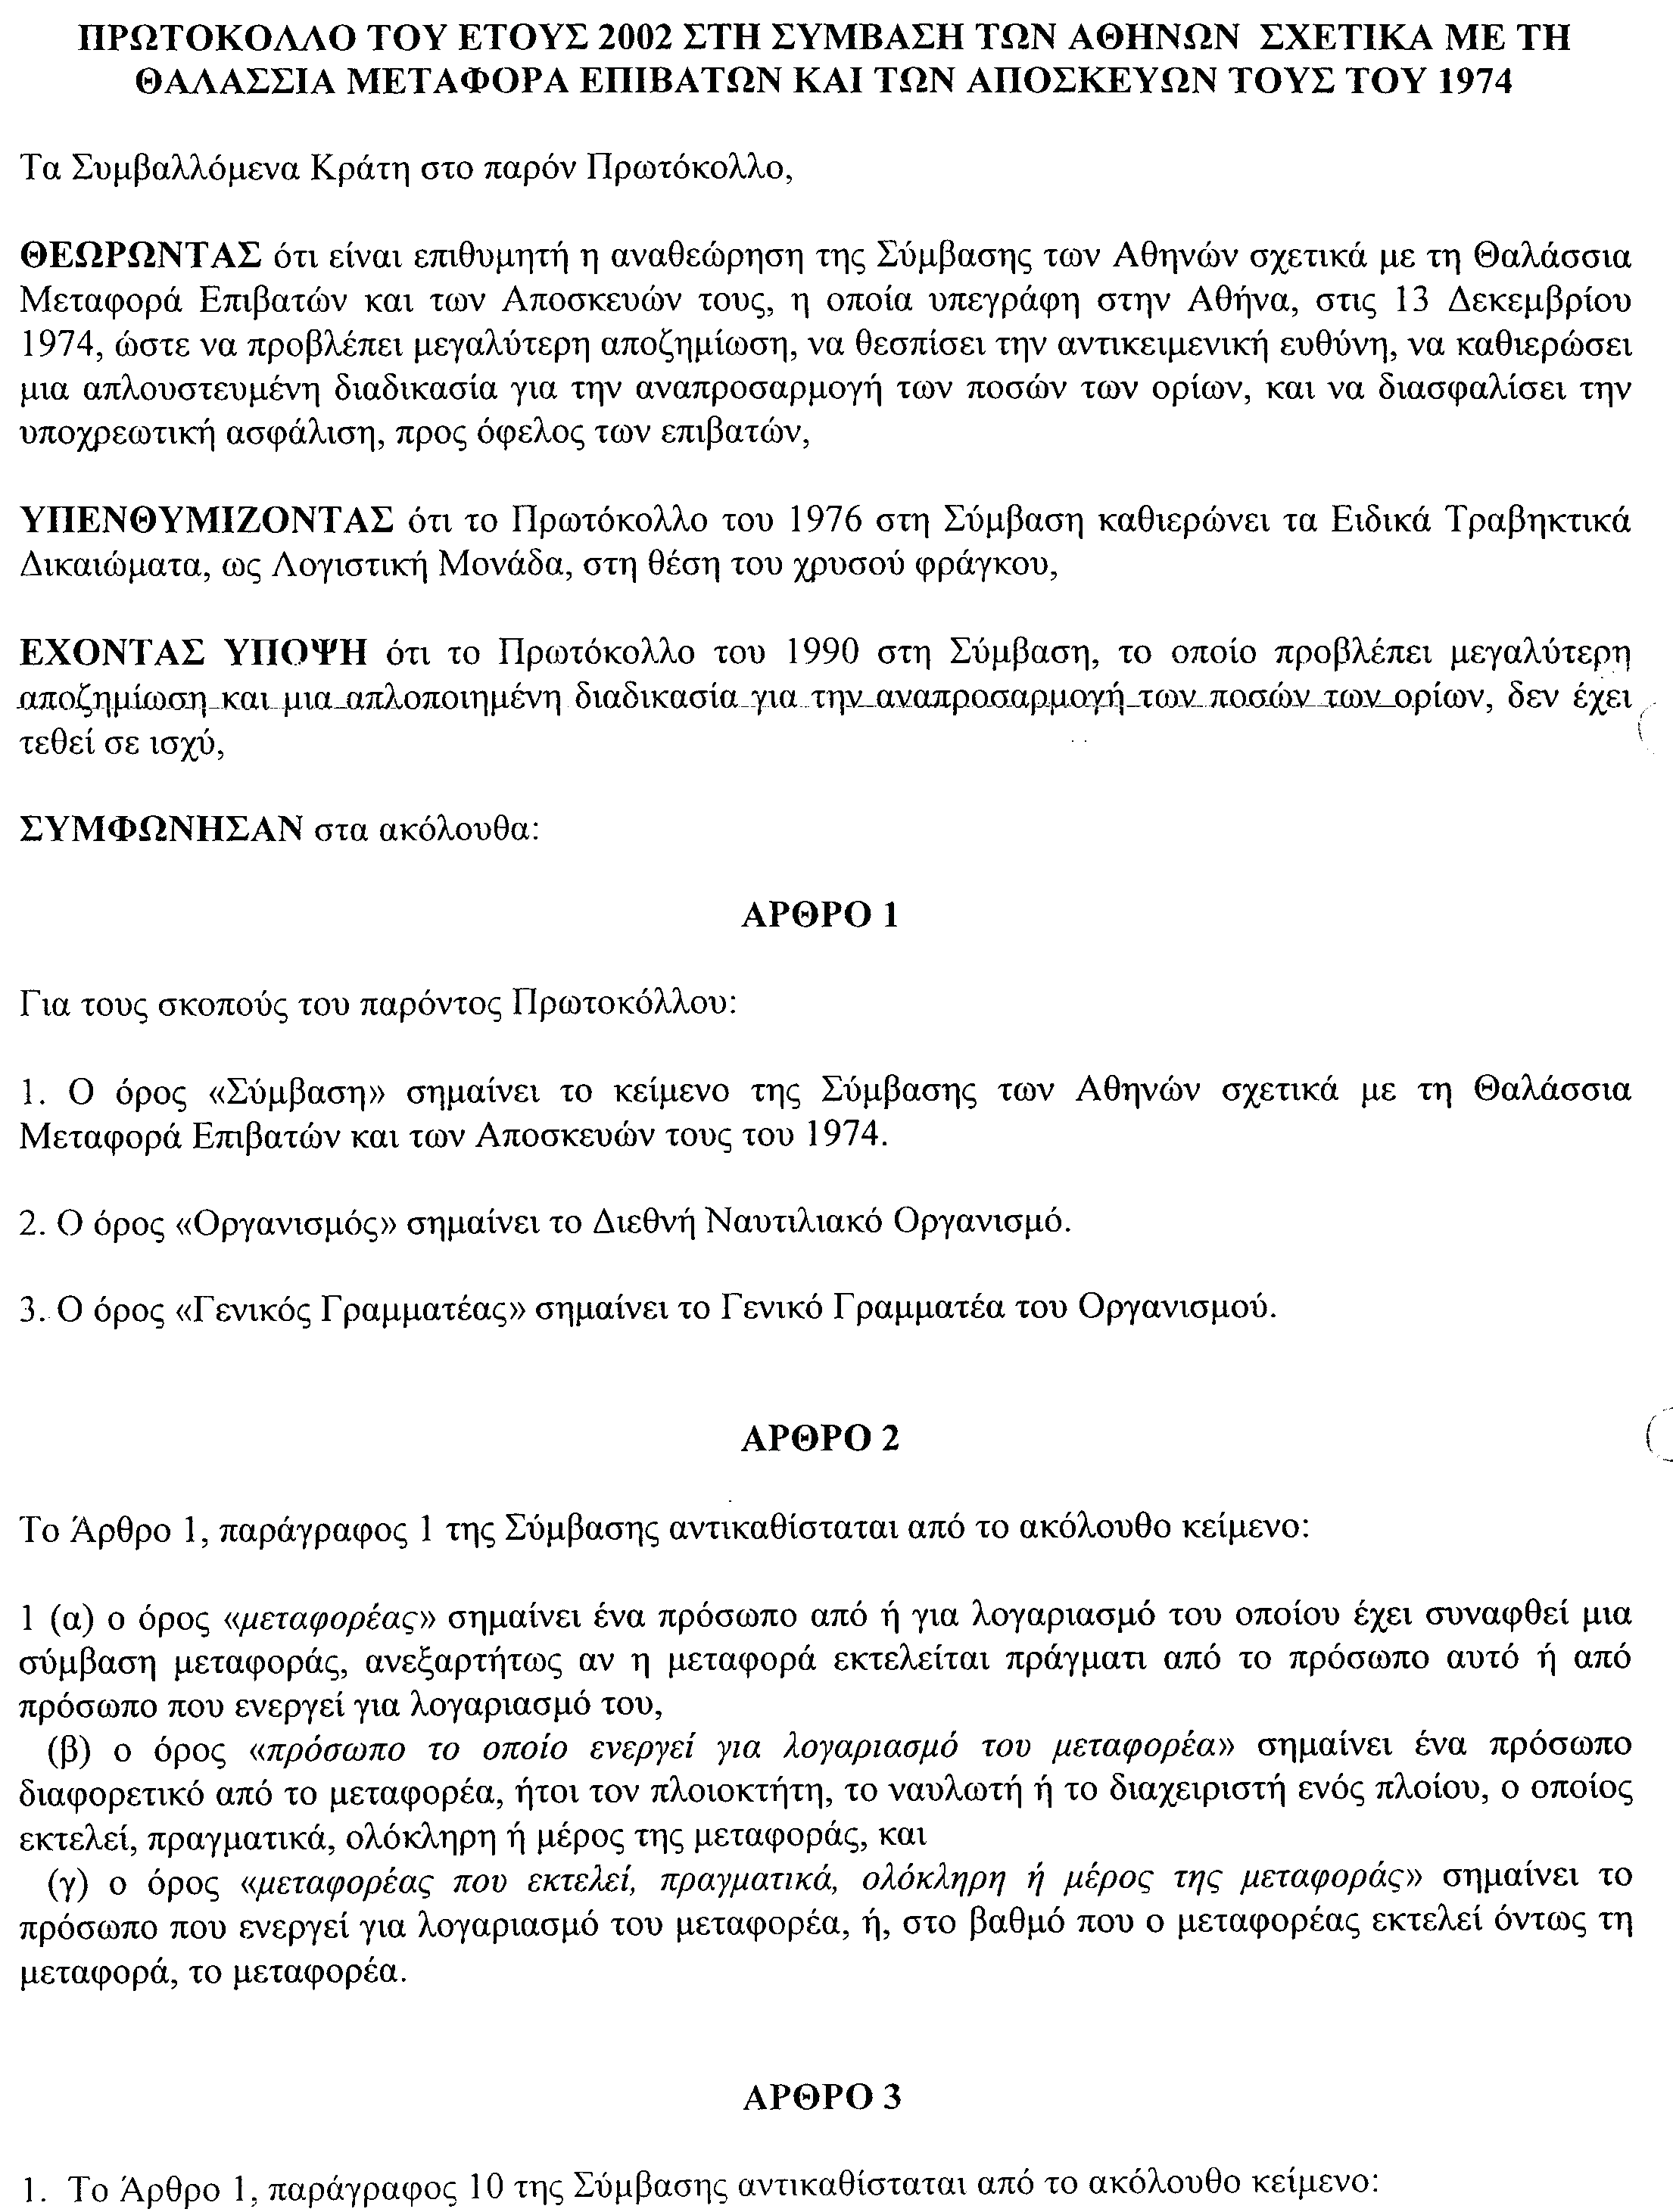 ΠΡΩΤΟΚΟΛΛΟ ΤΟΥ ΕΤΟΥΣ 2002 ΣΤΗ ΣΥΜΒΑΣΗ ΤΩΝ ΑΘΗΝΩΝ ΣΧΕΤΙΚΑ ΜΕ ΤΗ
ΘΑΛΑΣΣΙΑ ΜΕΤΑΦΟΡΑ ΕΠΙΒΑΤΩΝ ΚΑΙ ΤΩΝ ΑΠΟΣΚΕΥΩΝ ΤΟΥΣ ΤΟΥ 1974
Τα Συμβαλλόμενα Κράτη στο παρόν Πρωτόκολλο,
ΘΕΩΡΩΝΤΑΣ ότι είναι επιθυμητή η αναθεώρηση της Σύμβασης των Αθηνών σχετικά με τη Θαλάσσια
Μεταφορά Επιβατών και των Αποσκευών τους, η οποία υπεγράφη στην Αθήνα, στις 13 Δεκεμβρίου
1974, ώστε να προβλέπει μεγαλύτερη αποζημίωση, να θεσπίσει την αντικειμενική ευθύνη, να καθιερώσει
μια απλουστευμένη διαδικασία για την αναπροσαρμογή των ποσών των ορίων, και να διασφαλίσει την
υποχρεωτική ασφάλιση, προς όφελος των επιβατών,
ΥΠΕΝΘΥΜΙΖΟΝΤΑΣ ότι το Πρωτόκολλο του 1976 στη Σύμβαση καθιερώνει τα Ειδικά Τραβηκτικά
Δικαιώματα, ως Λογιστική Μονάδα, στη θέση του χρυσού φράγκου,
ΕΧΟΝΤΑΣ ΥΠΟΨΗ ότι το Πρωτόκολλο του 1990 στη Σύμβαση, το οποίο προβλέπει μεγαλύτερη
αποζημίωση και μια απλοποιημένη διαδικασία για την αναπροσαρμογή των ποσών των ορίων, δεν έχει
τεθεί σε ισχύ,
ΣΥΜΦΩΝΗΣΑΝ στα ακόλουθα:
ΑΡΘΡΟ 1
Για τους σκοπούς του παρόντος Πρωτοκόλλου:
1. Ο όρος «Σύμβαση» σημαίνει το κείμενο της Σύμβασης των Αθηνών σχετικά με τη Θαλάσσια
Μεταφορά Επιβατών και των Αποσκευών τους του 1974.
2. Ο όρος «Οργανισμός» σημαίνει το Διεθνή Ναυτιλιακό Οργανισμό.
3. Ο όρος «Γενικός Γραμματέας» σημαίνει το Γενικό Γραμματέα του Οργανισμού.
ΑΡΘΡΟ 2
Το Άρθρο 1, παράγραφος 1 της Σύμβασης αντικαθίσταται από το ακόλουθο κείμενο:
1 (α) ο όρος «μεταφορέας» σημαίνει ένα πρόσωπο από ή για λογαριασμό του οποίου έχει συναφθεί μια
σύμβαση μεταφοράς, ανεξαρτήτως αν η μεταφορά εκτελείται πράγματι από το πρόσωπο αυτό ή από
πρόσωπο που ενεργεί για λογαριασμό του,
(β) ο όρος «πρόσωπο το οποίο ενεργεί για λογαριασμό του μεταφορέα» σημαίνει ένα πρόσωπο
διαφορετικό από το μεταφορέα, ήτοι τον πλοιοκτήτη, το ναυλωτή ή το διαχειριστή ενός πλοίου, ο οποίος
εκτελεί, πραγματικά, ολόκληρη ή μέρος της μεταφοράς, και
(γ) ο όρος «μεταφορέας που εκτελεί, πραγματικά, ολόκληρη ή μέρος της μεταφοράς» σημαίνει το
πρόσωπο που ενεργεί για λογαριασμό του μεταφορέα, ή, στο βαθμό που ο μεταφορέας εκτελεί όντως τη
μεταφορά, το μεταφορέα.
ΑΡΘΡΟ 3
1. Το Άρθρο 1, παράγραφος 10 της Σύμβασης αντικαθίσταται από το ακόλουθο κείμενο: